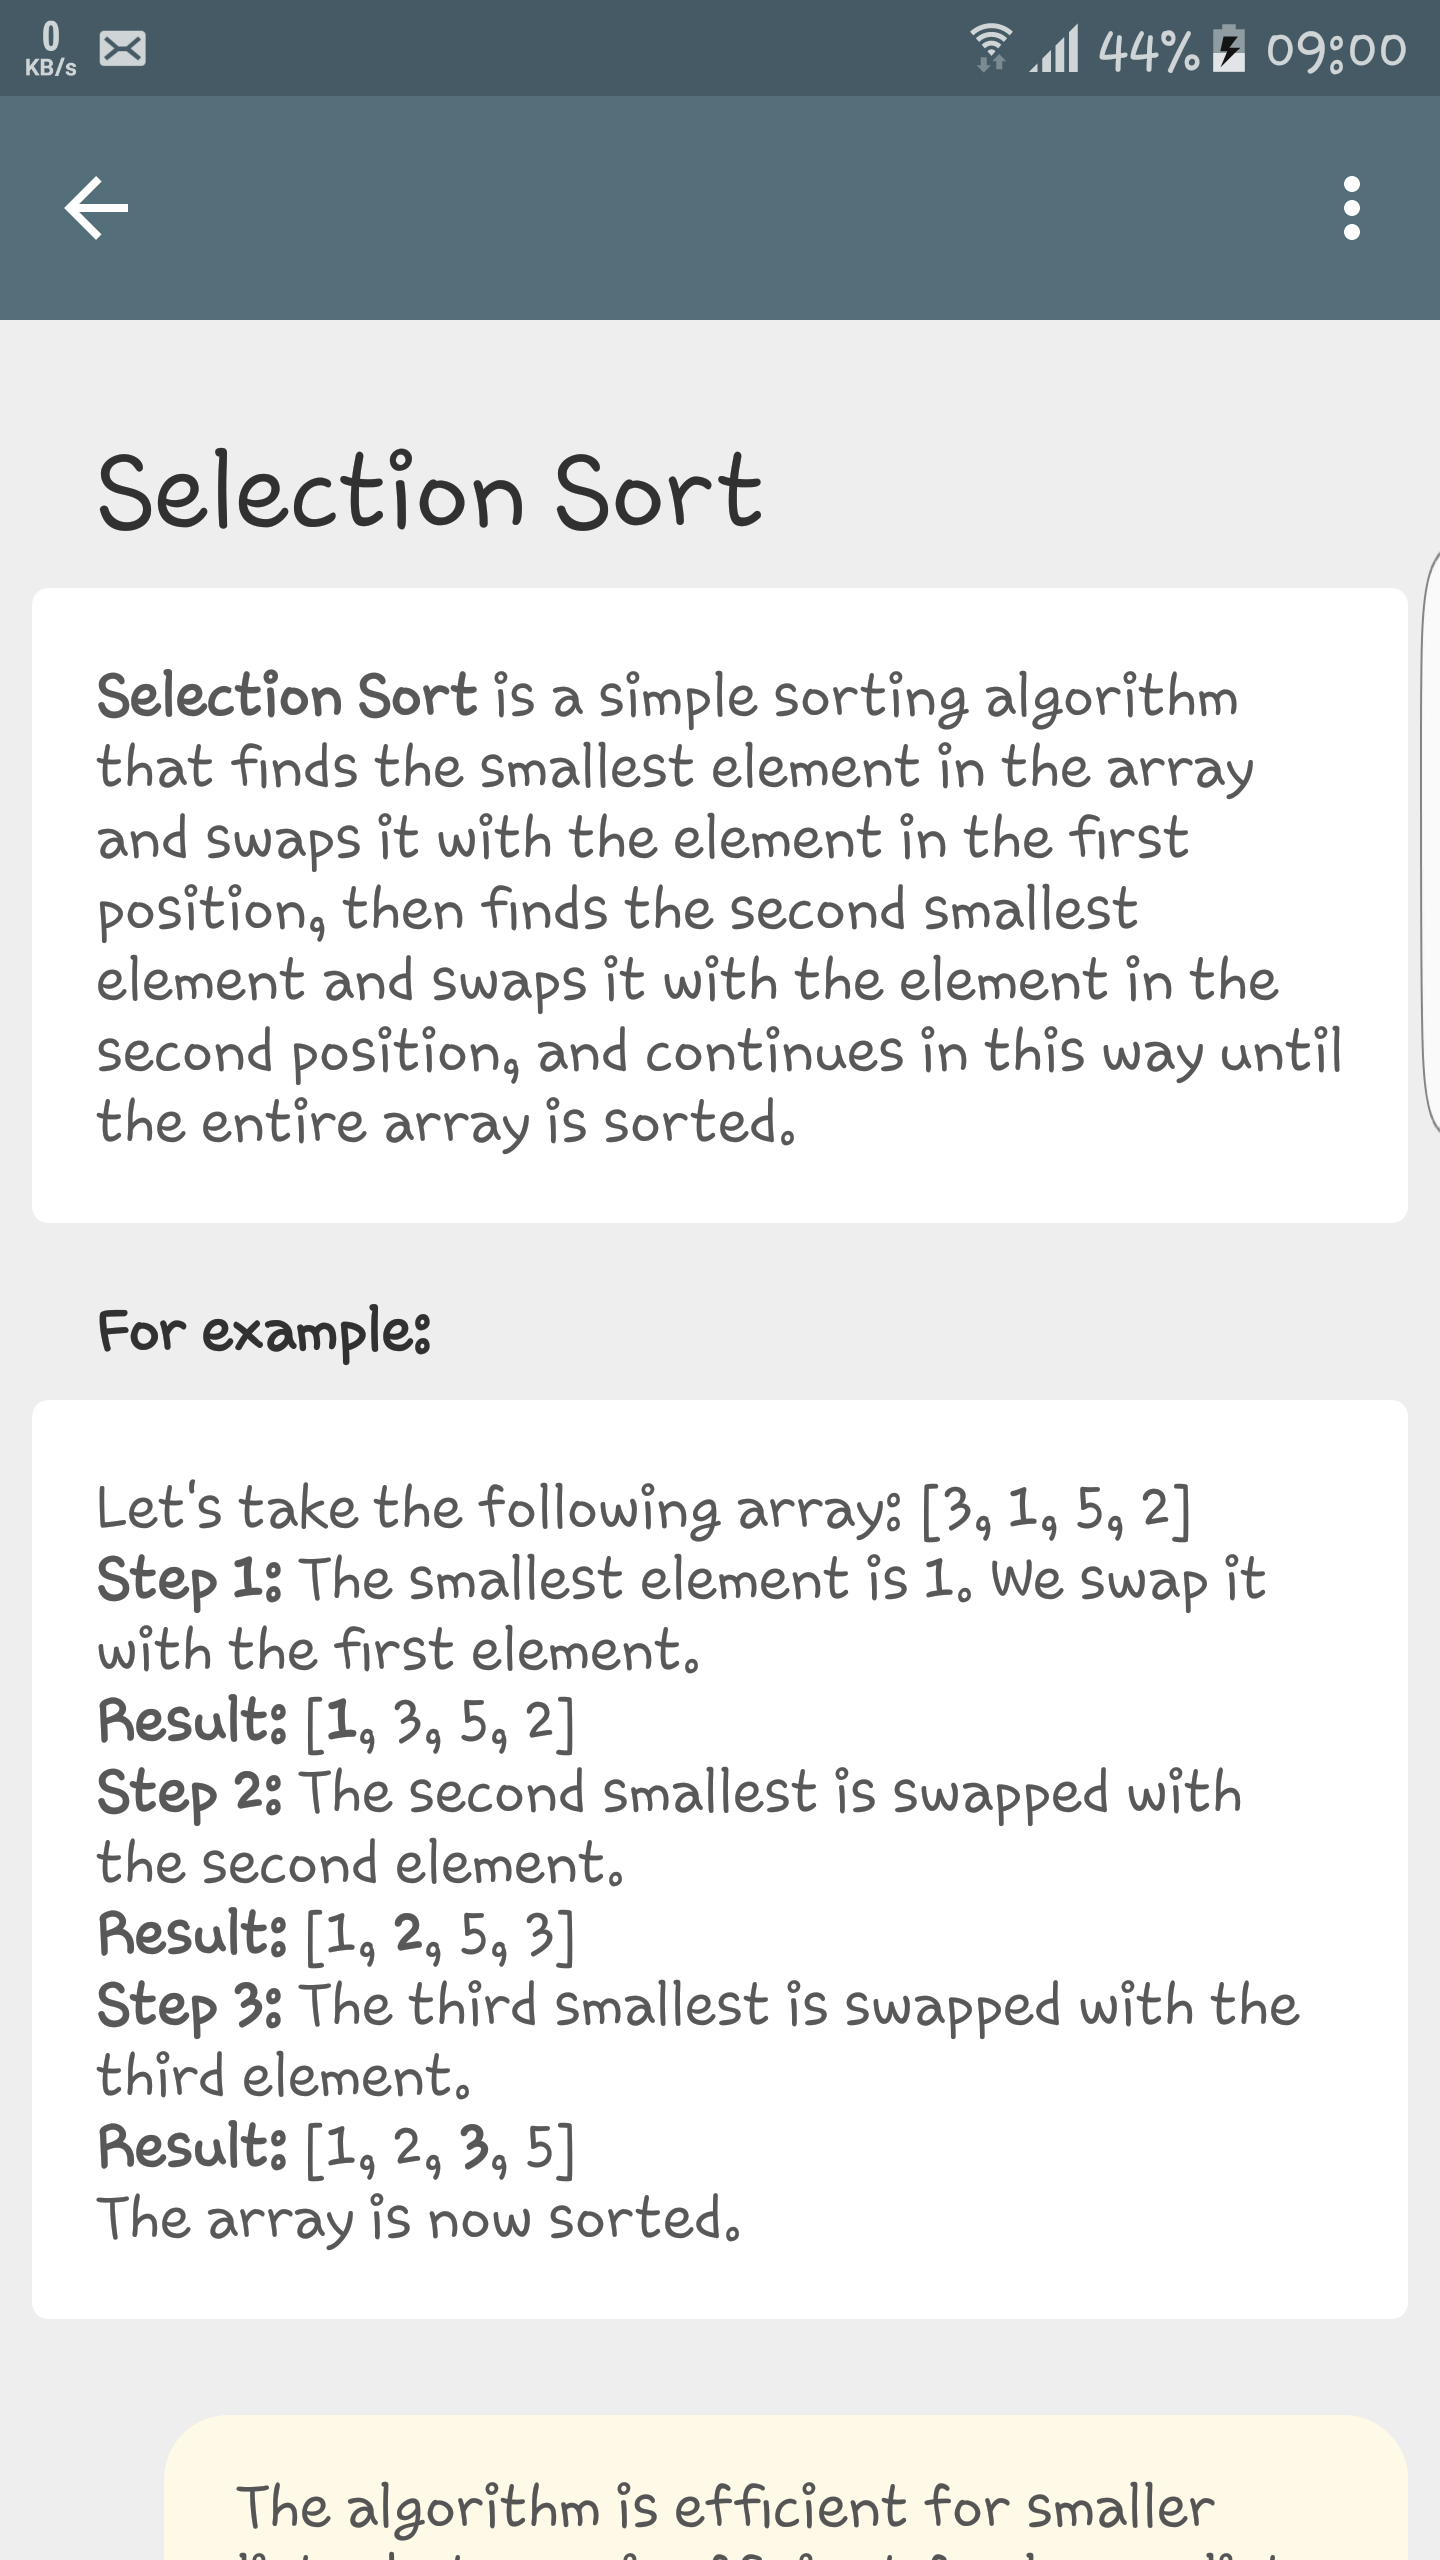 0
KB/s
44%
09:00
Selection Sort
Selection Sort is a simple sorting algorithm
that finds the smallest element in the array
and swaps it with the element in the first
position, then finds the second smallest
element and swaps it with the element in the
second position, and continues in this way until
the entire array is sorted.
For example:
Let's take the following array: [3, 1, 5, 2]
Step 1: The smallest element is 1. We swap it
with the first element.
Result: [1, 3, 5, 2]
Step 2: The second smallest is swapped with
the second element.
Result: [1, 2, 5, 3]
Step 3: The third smallest is swapped with the
third element.
Result: [1, 2, 3, 5]
The array is now sorted.
The algorithm is efficient for smaller